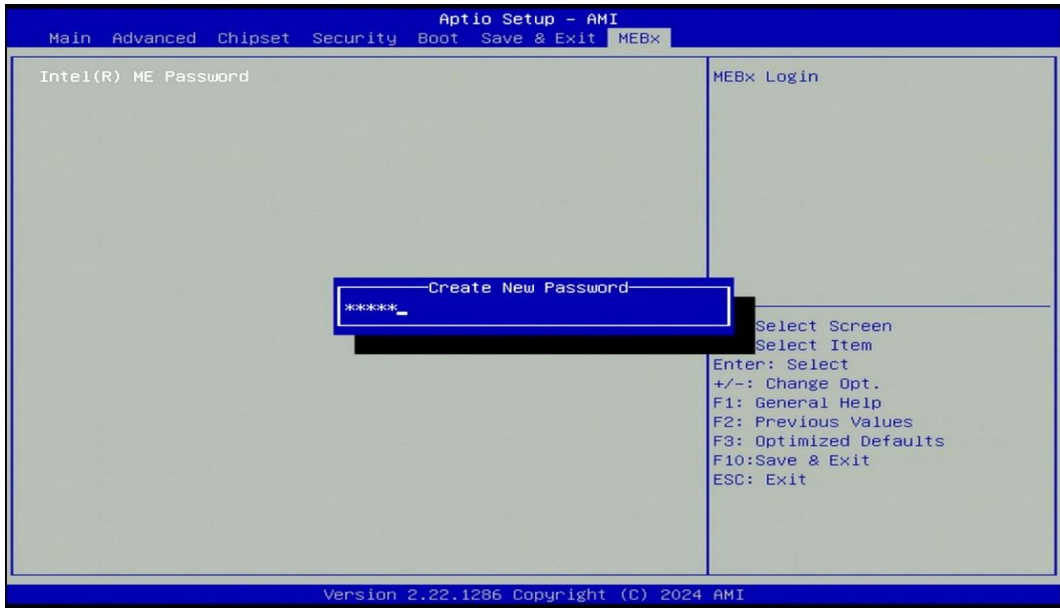 Aptio Setup – AMI
Main Advanced Chipset Security Boot Save & Exit MEBx
Intel(R) ME Password
MEBx Login
Create New Password
*****_
Select Screen
Select Item
Enter: Select
+/-: Change Opt.
F1: General Help
F2: Previous Values
F3: Optimized Defaults
F10:Save & Exit
ESC: Exit
Version 2.22.1286 Copyright (C) 2024 AMI